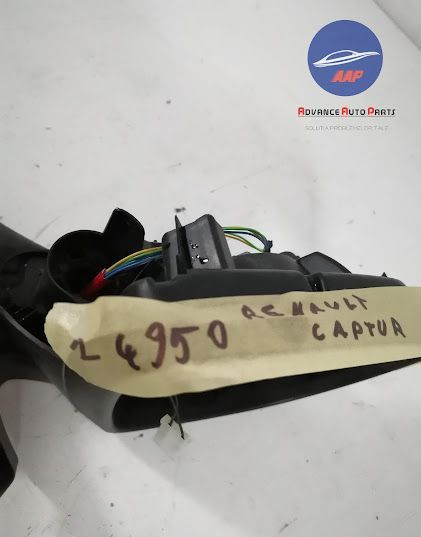 AAP
ADVANCE AUTO PARTS
SOLUTIA PROBLEMELOR TALE
24950
RENAULT
CAPTUR